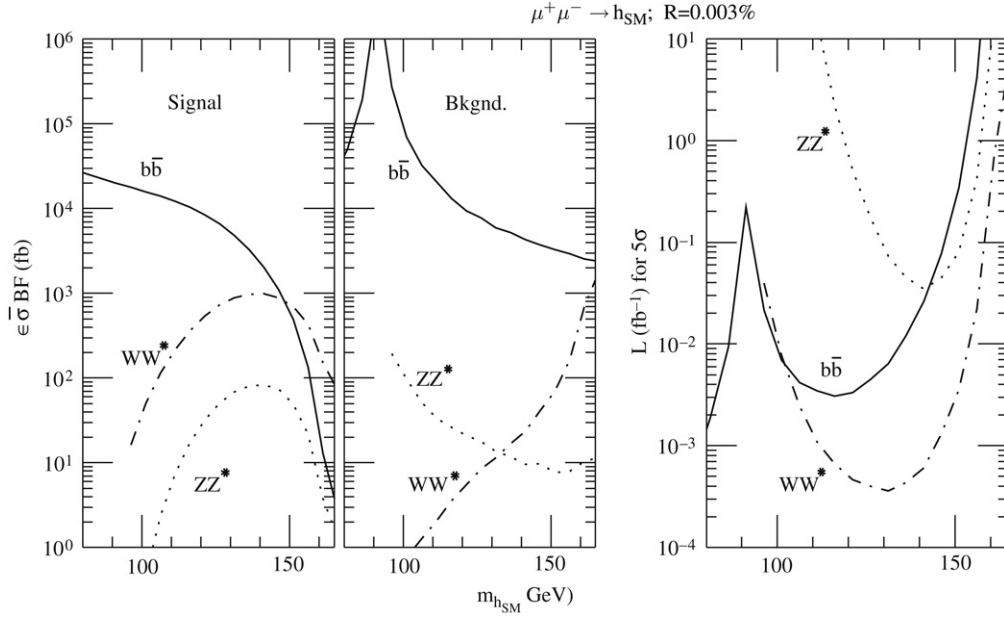 μ⁺μ⁻ → h_SM; R=0.003%
ϵ σ̄ BF (fb)
10⁶
10⁵
10⁴
10³
10²
10¹
10⁰
Signal
bb̄
WW*
ZZ*
100
150
Bkgnd.
bb̄
ZZ*
WW*
100
150
m_hSM GeV)
L (fb⁻¹) for 5σ
10¹
10⁰
10⁻¹
10⁻²
10⁻³
10⁻⁴
ZZ*
bb̄
WW*
100
150